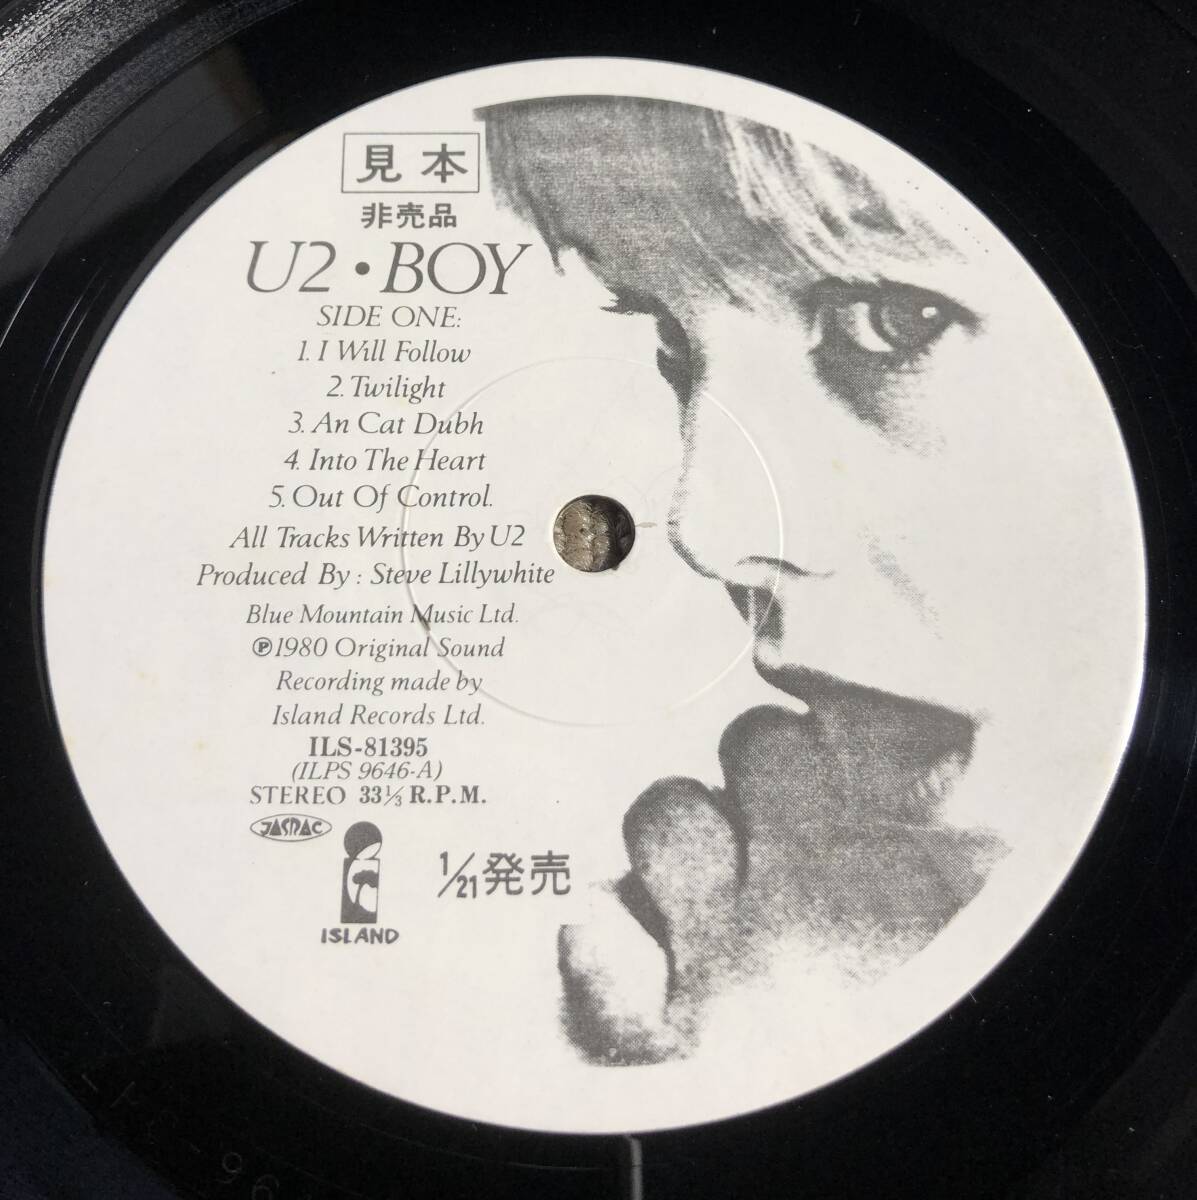 見本
非売品
U2・BOY
SIDE ONE:
1. I Will Follow
2. Twilight
3. An Cat Dubh
4. Into The Heart
5. Out Of Control.
All Tracks Written By U2
Produced By : Steve Lillywhite
Blue Mountain Music Ltd.
℗1980 Original Sound
Recording made by
Island Records Ltd.
ILS-81395
(ILPS 9646-A)
STEREO 33⅓ R.P.M.
JASRAC
1/21発売
ISLAND